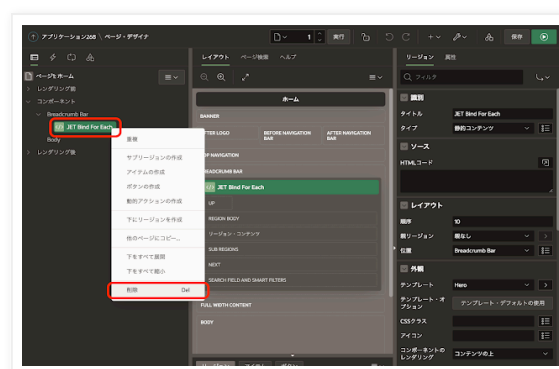 アプリケーション268 \ ページ・デザイナ
1
実行
保存
ページ1: ホーム
レンダリング前
コンポーネント
Breadcrumb Bar
JET Bind For Each
Body
レンダリング後
重複
サブリージョンの作成
アイテムの作成
ボタンの作成
動的アクションの作成
下にリージョンを作成
他のページにコピー...
下をすべて展開
下をすべて縮小
削除 Del
レイアウト ページ検索 ヘルプ
ホーム
BANNER
AFTER LOGO
BEFORE NAVIGATION BAR
AFTER NAVIGATION BAR
TOP NAVIGATION
BREADCRUMB BAR
JET Bind For Each
UP
REGION BODY
リージョン・コンテンツ
SUB REGIONS
NEXT
SEARCH FIELD AND SMART FILTERS
FULL WIDTH CONTENT
BODY
リージョン 属性
フィルタ
識別
タイトル JET Bind For Each
タイプ 静的コンテンツ
ソース
HTMLコード
レイアウト
順序 10
親リージョン 親なし
位置 Breadcrumb Bar
外観
テンプレート Hero
テンプレート・オプション テンプレート・デフォルトの使用
CSSクラス
アイコン
コンポーネントのレンダリング コンテンツの上